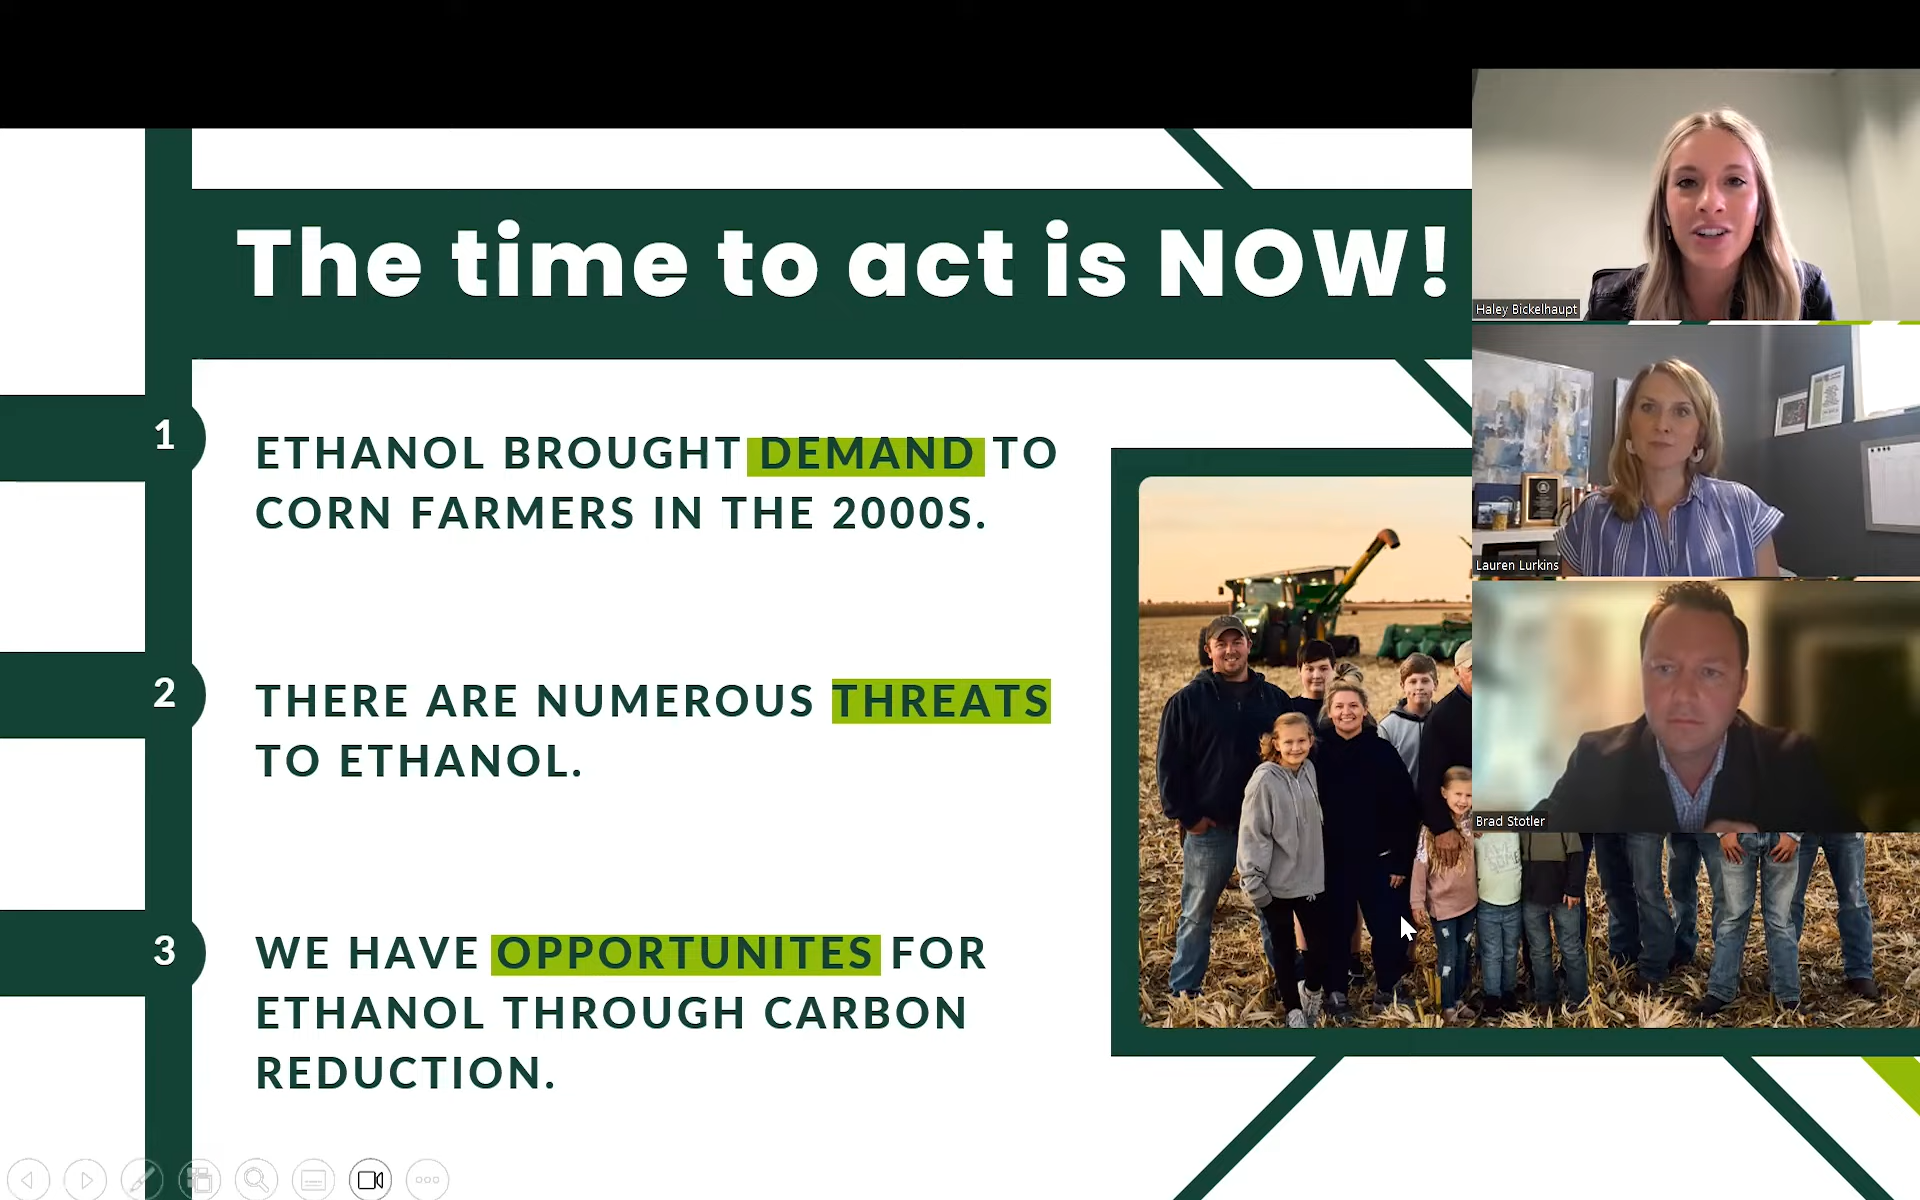 The time to act is NOW!
1
ETHANOL BROUGHT DEMAND TO
CORN FARMERS IN THE 2000S.
2
THERE ARE NUMEROUS THREATS
TO ETHANOL.
3
WE HAVE OPPORTUNITES FOR
ETHANOL THROUGH CARBON
REDUCTION.
Haley Bickelhaupt
Lauren Lurkins
Brad Stotler